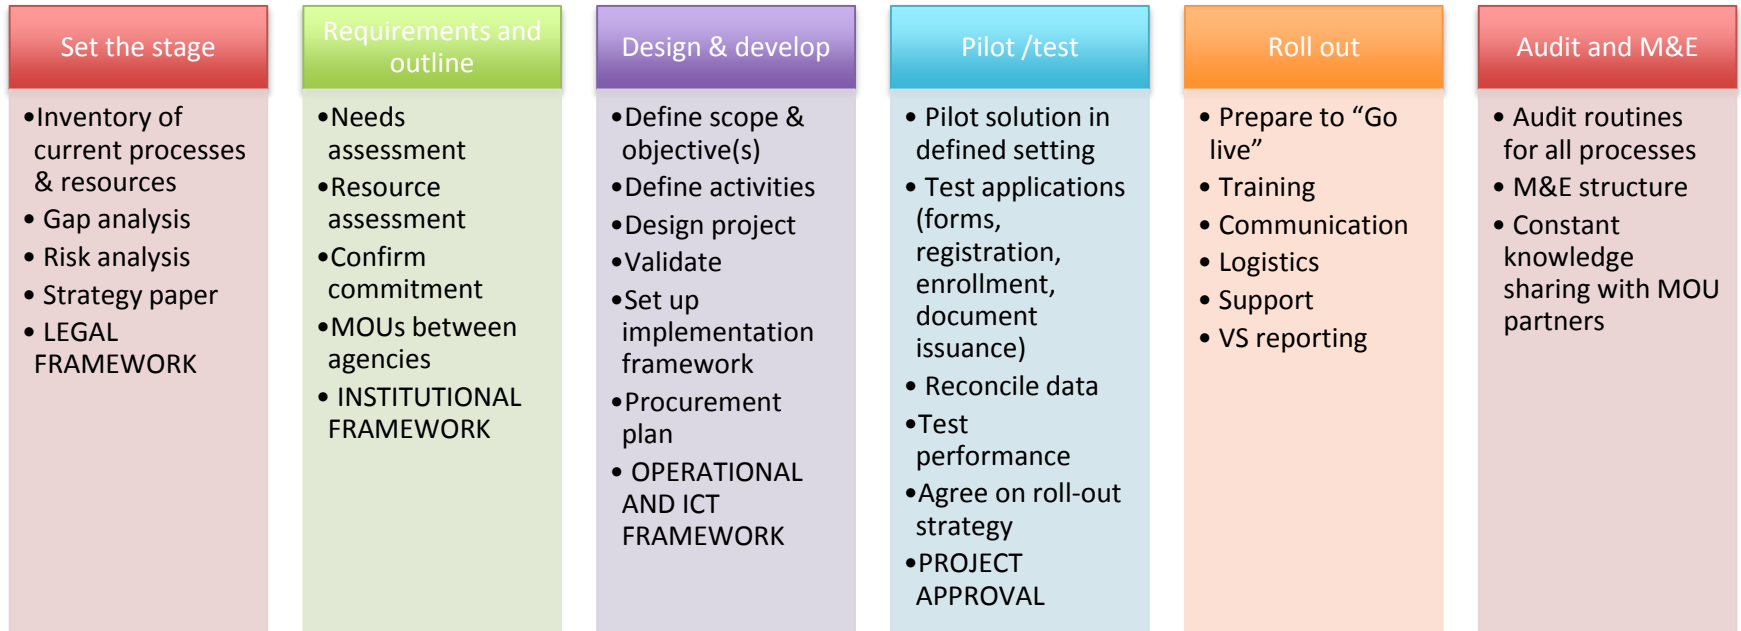 Set the stage
•Inventory of
current processes
& resources
• Gap analysis
• Risk analysis
• Strategy paper
• LEGAL
FRAMEWORK
Requirements and
outline
•Needs
assessment
•Resource
assessment
•Confirm
commitment
•MOUs between
agencies
• INSTITUTIONAL
FRAMEWORK
Design & develop
•Define scope &
objective(s)
•Define activities
•Design project
•Validate
•Set up
implementation
framework
•Procurement
plan
• OPERATIONAL
AND ICT
FRAMEWORK
Pilot /test
• Pilot solution in
defined setting
• Test applications
(forms,
registration,
enrollment,
document
issuance)
• Reconcile data
•Test
performance
•Agree on roll-out
strategy
•PROJECT
APPROVAL
Roll out
• Prepare to “Go
live”
• Training
• Communication
• Logistics
• Support
• VS reporting
Audit and M&E
• Audit routines
for all processes
• M&E structure
• Constant
knowledge
sharing with MOU
partners